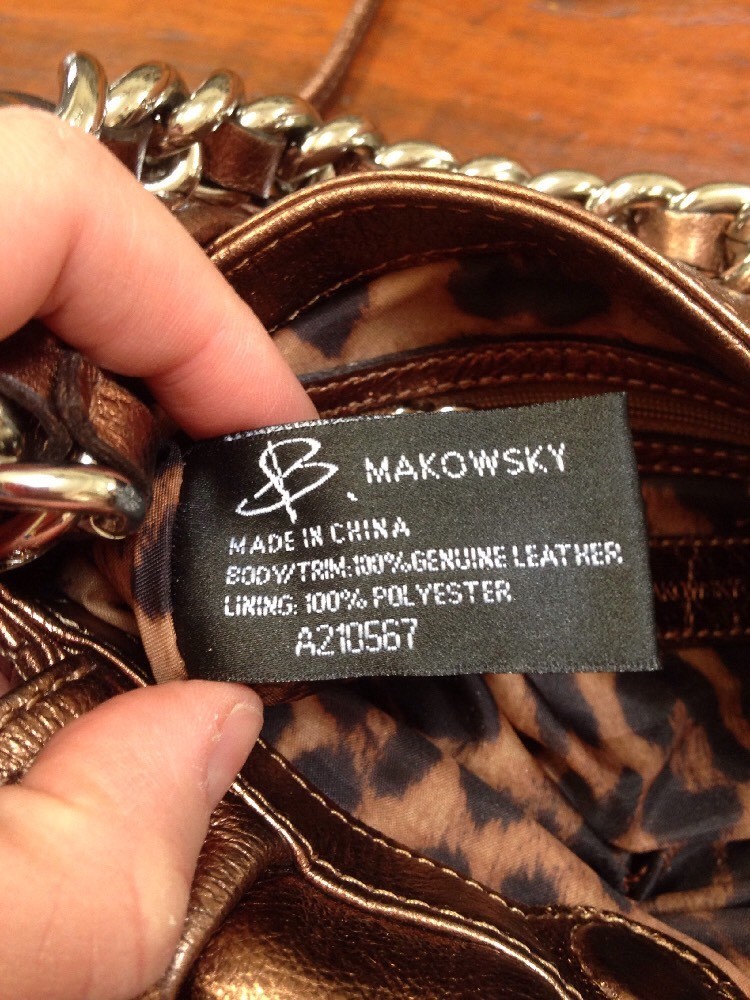 B. MAKOWSKY
MADE IN CHINA
BODY/TRIM:100% GENUINE LEATHER
LINING: 100% POLYESTER
A210567